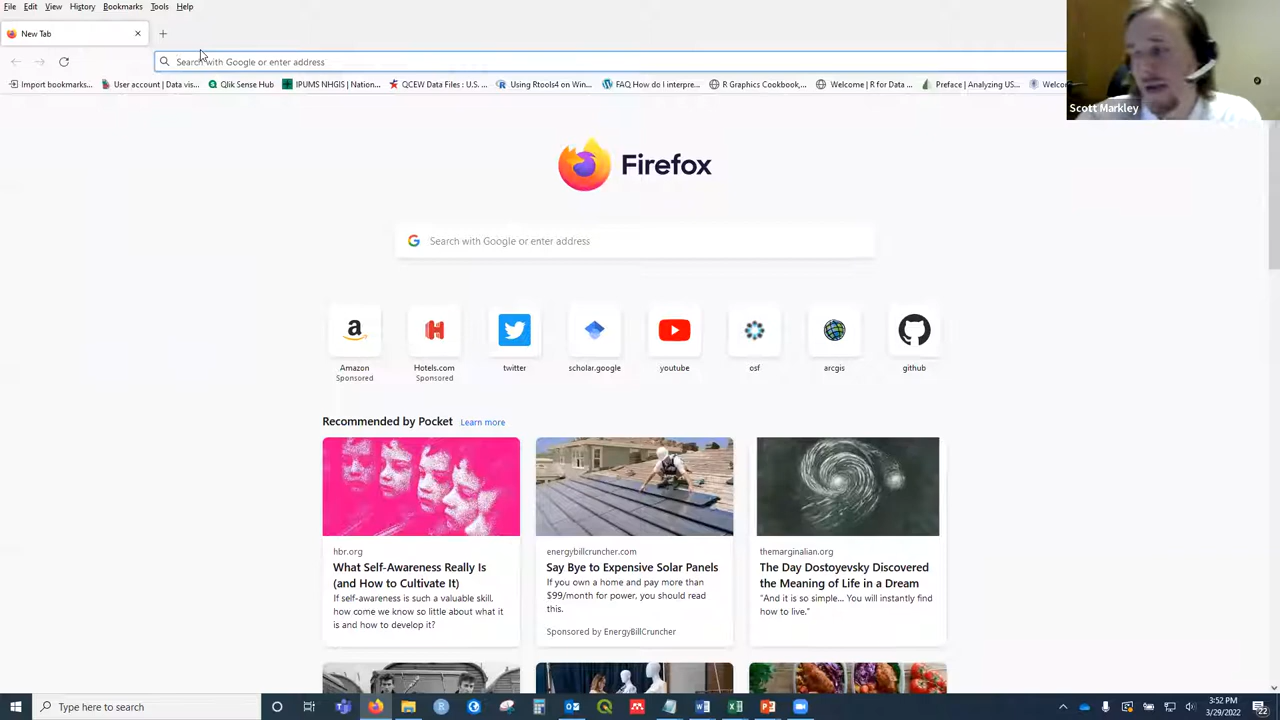 File Edit View History Bookmarks Tools Help
New Tab
Search with Google or enter address
Import bookmarks... User account | Data vis... Qlik Sense Hub IPUMS NHGIS | Nation... QCEW Data Files : U.S. ... Using Rtools4 on Win... FAQ How do I interpre... R Graphics Cookbook,... Welcome | R for Data ... Preface | Analyzing US... Welco
Scott Markley
Firefox
Search with Google or enter address
Amazon Hotels.com twitter scholar.google youtube osf arcgis github
Sponsored Sponsored
Recommended by Pocket Learn more
hbr.org
What Self-Awareness Really Is
(and How to Cultivate It)
If self-awareness is such a valuable skill,
how come we know so little about what it
is and how to develop it?
energybillcruncher.com
Say Bye to Expensive Solar Panels
If you own a home and pay more than
$99/month for power, you should read
this.
Sponsored by EnergyBillCruncher
themarginalian.org
The Day Dostoyevsky Discovered
the Meaning of Life in a Dream
"And it is so simple... You will instantly find
how to live."
Type here to search
3:52 PM
3/29/2022
22